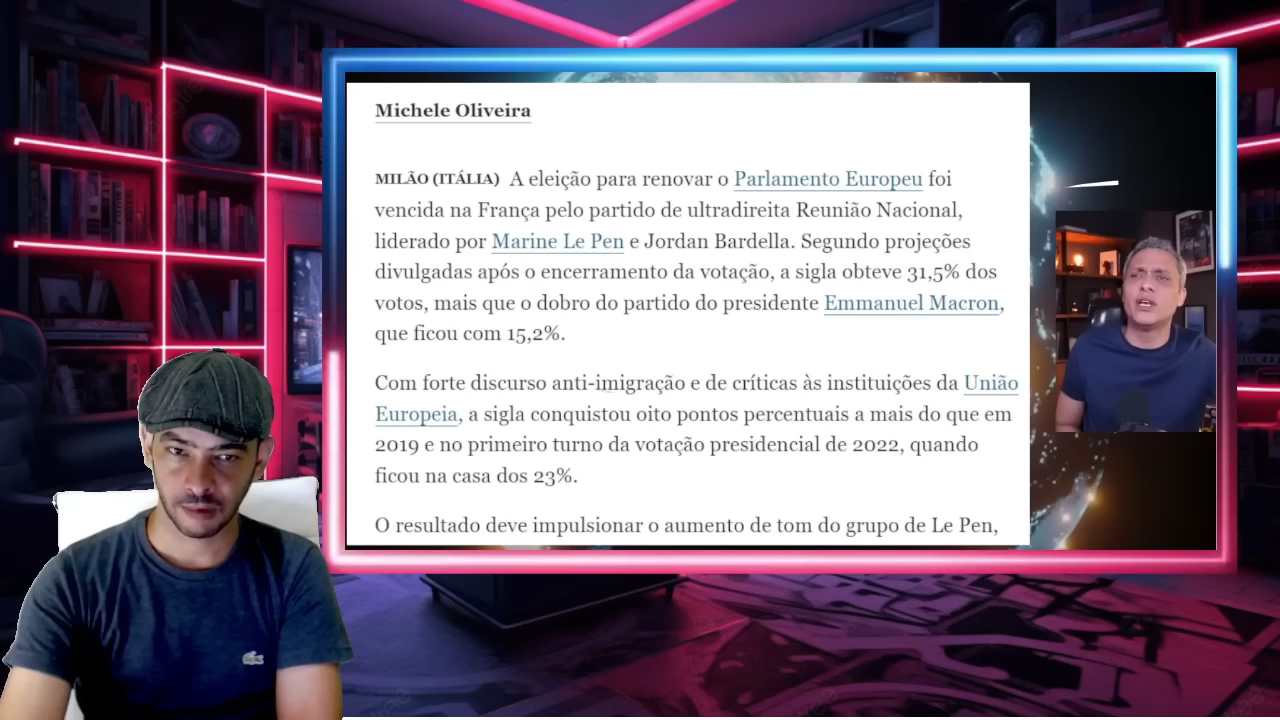 Michele Oliveira
MILÃO (ITÁLIA) A eleição para renovar o Parlamento Europeu foi
vencida na França pelo partido de ultradireita Reunião Nacional,
liderado por Marine Le Pen e Jordan Bardella. Segundo projeções
divulgadas após o encerramento da votação, a sigla obteve 31,5% dos
votos, mais que o dobro do partido do presidente Emmanuel Macron,
que ficou com 15,2%.
Com forte discurso anti-imigração e de críticas às instituições da União
Europeia, a sigla conquistou oito pontos percentuais a mais do que em
2019 e no primeiro turno da votação presidencial de 2022, quando
ficou na casa dos 23%.
O resultado deve impulsionar o aumento de tom do grupo de Le Pen,